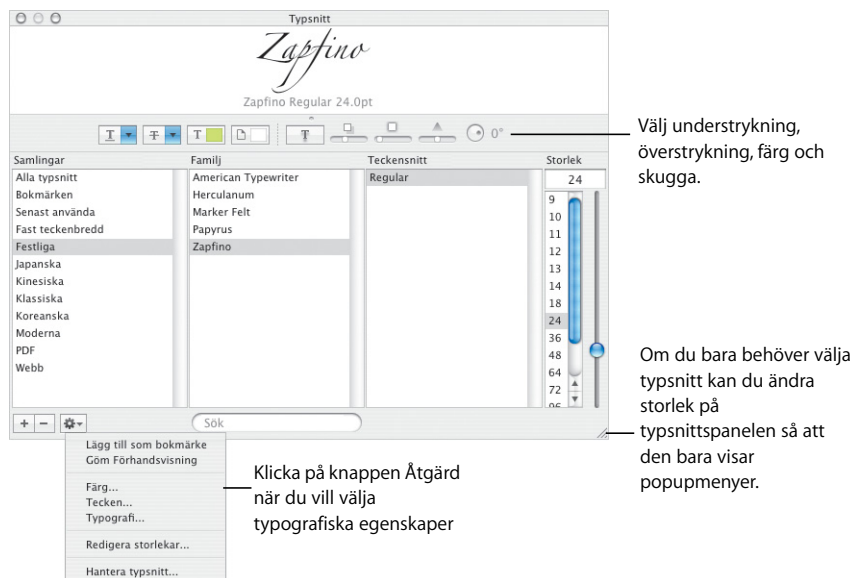 Typsnitt
Zapfino
Zapfino Regular 24.0pt
T T T T 0°
Välj understrykning,
överstrykning, färg och
skugga.
Samlingar Familj Teckensnitt Storlek
Alla typsnitt American Typewriter Regular 24
Bokmärken Herculanum 9
Senast använda Marker Felt 10
Fast teckenbredd Papyrus 11
Festliga Zapfino 12
Japanska 13
Kinesiska 14
Klassiska 18
Koreanska 24
Moderna 36
PDF 48
Webb 64
72
96
Om du bara behöver välja
typsnitt kan du ändra
storlek på
typsnittspanelen så att
den bara visar
popupmenyer.
+ − Sök
Lägg till som bokmärke
Göm Förhandsvisning
Färg...
Tecken...
Typografi...
Redigera storlekar...
Hantera typsnitt...
Klicka på knappen Åtgärd
när du vill välja
typografiska egenskaper